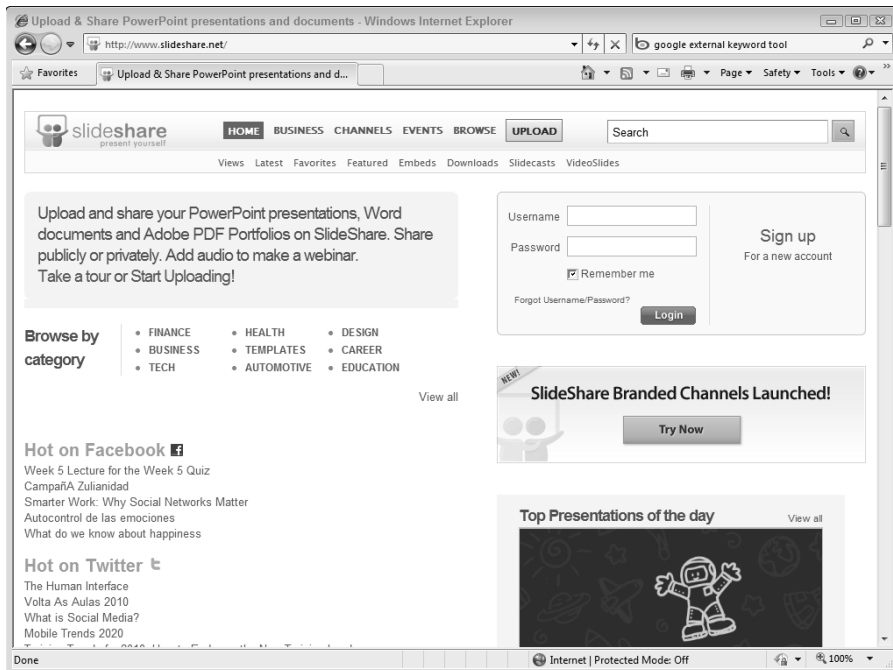 Upload & Share PowerPoint presentations and documents - Windows Internet Explorer
http://www.slideshare.net/
google external keyword tool
Favorites
Upload & Share PowerPoint presentations and d...
Page
Safety
Tools
slideshare
present yourself
HOME BUSINESS CHANNELS EVENTS BROWSE UPLOAD
Search
Views Latest Favorites Featured Embeds Downloads Slidecasts VideoSlides
Upload and share your PowerPoint presentations, Word
documents and Adobe PDF Portfolios on SlideShare. Share
publicly or privately. Add audio to make a webinar.
Take a tour or Start Uploading!
Username
Password
Remember me
Forgot Username/Password?
Login
Sign up
For a new account
Browse by
category
FINANCE
BUSINESS
TECH
HEALTH
TEMPLATES
AUTOMOTIVE
DESIGN
CAREER
EDUCATION
View all
NEW!
SlideShare Branded Channels Launched!
Try Now
Hot on Facebook
Week 5 Lecture for the Week 5 Quiz
CampañA Zulianidad
Smarter Work: Why Social Networks Matter
Autocontrol de las emociones
What do we know about happiness
Hot on Twitter
The Human Interface
Volta As Aulas 2010
What is Social Media?
Mobile Trends 2020
Top Presentations of the day
View all
Done
Internet | Protected Mode: Off
100%